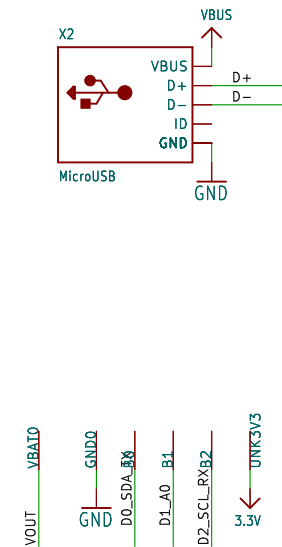 VBUS
X2
VBUS
D+
D+
D-
D-
ID
GND
MicroUSB
GND
VBAT0
GND0
B0
B1
B2
UNK3V3
VOUT
GND
D0_SDA_TX
D1_A0
D2_SCL_RX
3.3V